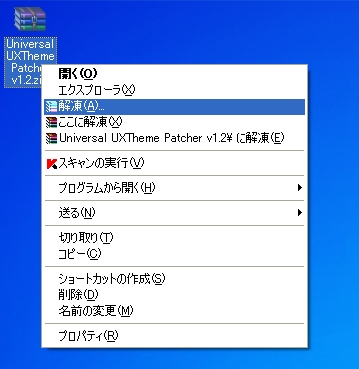 Universal
UXTheme
Patcher
v1.2.zi
開く(O)
エクスプローラ(X)
解凍(A)...
ここに解凍(X)
Universal UXTheme Patcher v1.2¥ に解凍(E)
スキャンの実行(V)
プログラムから開く(H)
送る(N)
切り取り(T)
コピー(C)
ショートカットの作成(S)
削除(D)
名前の変更(M)
プロパティ(R)